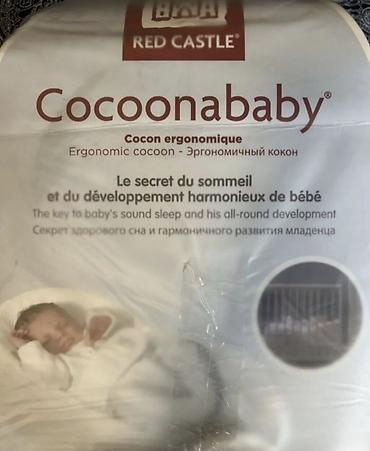 RED CASTLE®
Cocoonababy®
Cocon ergonomique
Ergonomic cocoon - Эргономичный кокон
Le secret du sommeil
et du développement harmonieux de bébé
The key to baby's sound sleep and his all-round development
Секрет здорового сна и гармоничного развития младенца